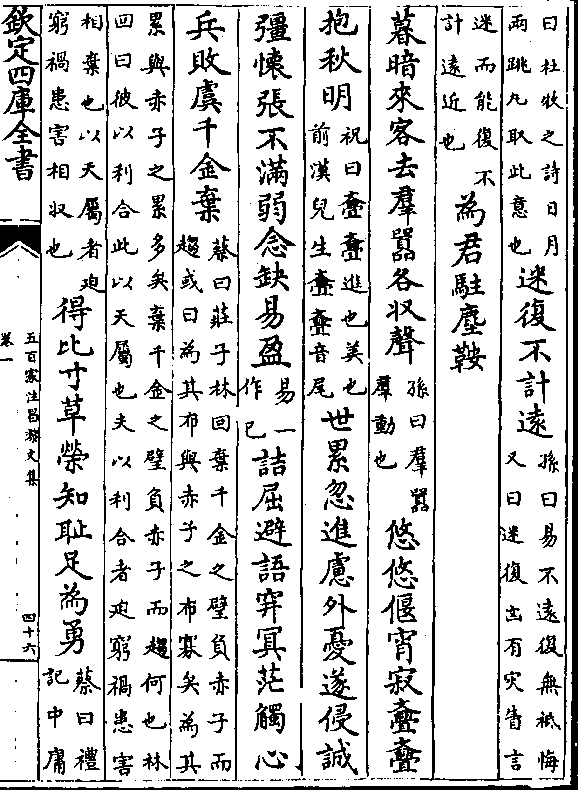 曰杜牧之詩日月
兩跳丸取此意也
迷復不計遠
孫曰易不遠復無祗悔
又曰迷復凶有災眚言
迷而能復不
計遠近也
為君駐塵鞍
暮暗來客去羣囂各収聲
孫曰羣囂
羣動也
悠悠偃宵寂亹亹
抱秋明
祝曰亹亹進也美也
前漢兒生亹亹音尾
世累忽進慮外憂遂侵誠
彊懷張不滿弱念缺易盈
易一
作已
詰屈避語穽冥茫觸心
兵敗虞千金棄
蔡曰莊子林回棄千金之璧負赤子而
趨或曰為其布與赤子之布寡矣為其
累與赤子之累多矣棄千金之璧負赤子而趨何也林
回曰彼以利合此以天屬也夫以利合者迫窮禍患害
相棄也以天屬者迫
窮禍患害相収也
得比寸草榮知耻足為勇
蔡曰禮
記中庸
欽定四庫全書
五百家注昌黎文集
卷一
四十六